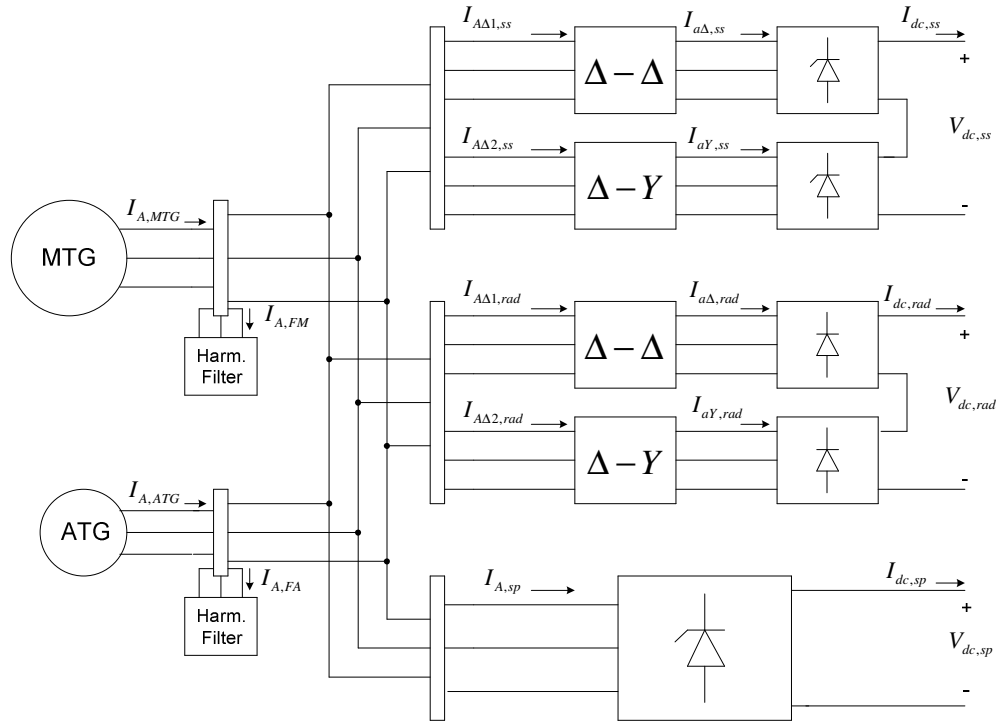 I_{AΔ1,ss}
I_{aΔ,ss}
I_{dc,ss}
Δ − Δ
+
V_{dc,ss}
I_{AΔ2,ss}
I_{aY,ss}
Δ − Y
-
I_{A,MTG}
MTG
I_{A,FM}
Harm.
Filter
I_{AΔ1,rad}
I_{aΔ,rad}
I_{dc,rad}
Δ − Δ
+
V_{dc,rad}
I_{AΔ2,rad}
I_{aY,rad}
Δ − Y
-
I_{A,ATG}
ATG
I_{A,FA}
Harm.
Filter
I_{A,sp}
I_{dc,sp}
+
V_{dc,sp}
-